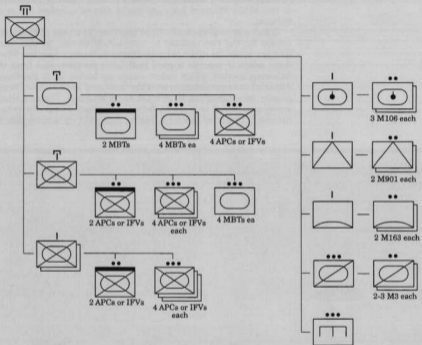 2 MBTs
4 MBTs ea
4 APCs or IFVs
2 APCs or IFVs
4 APCs or IFVs
each
4 MBTs ea
2 APCs or IFVs
4 APCs or IFVs
each
3 M106 each
2 M901 each
2 M163 each
2-3 M3 each